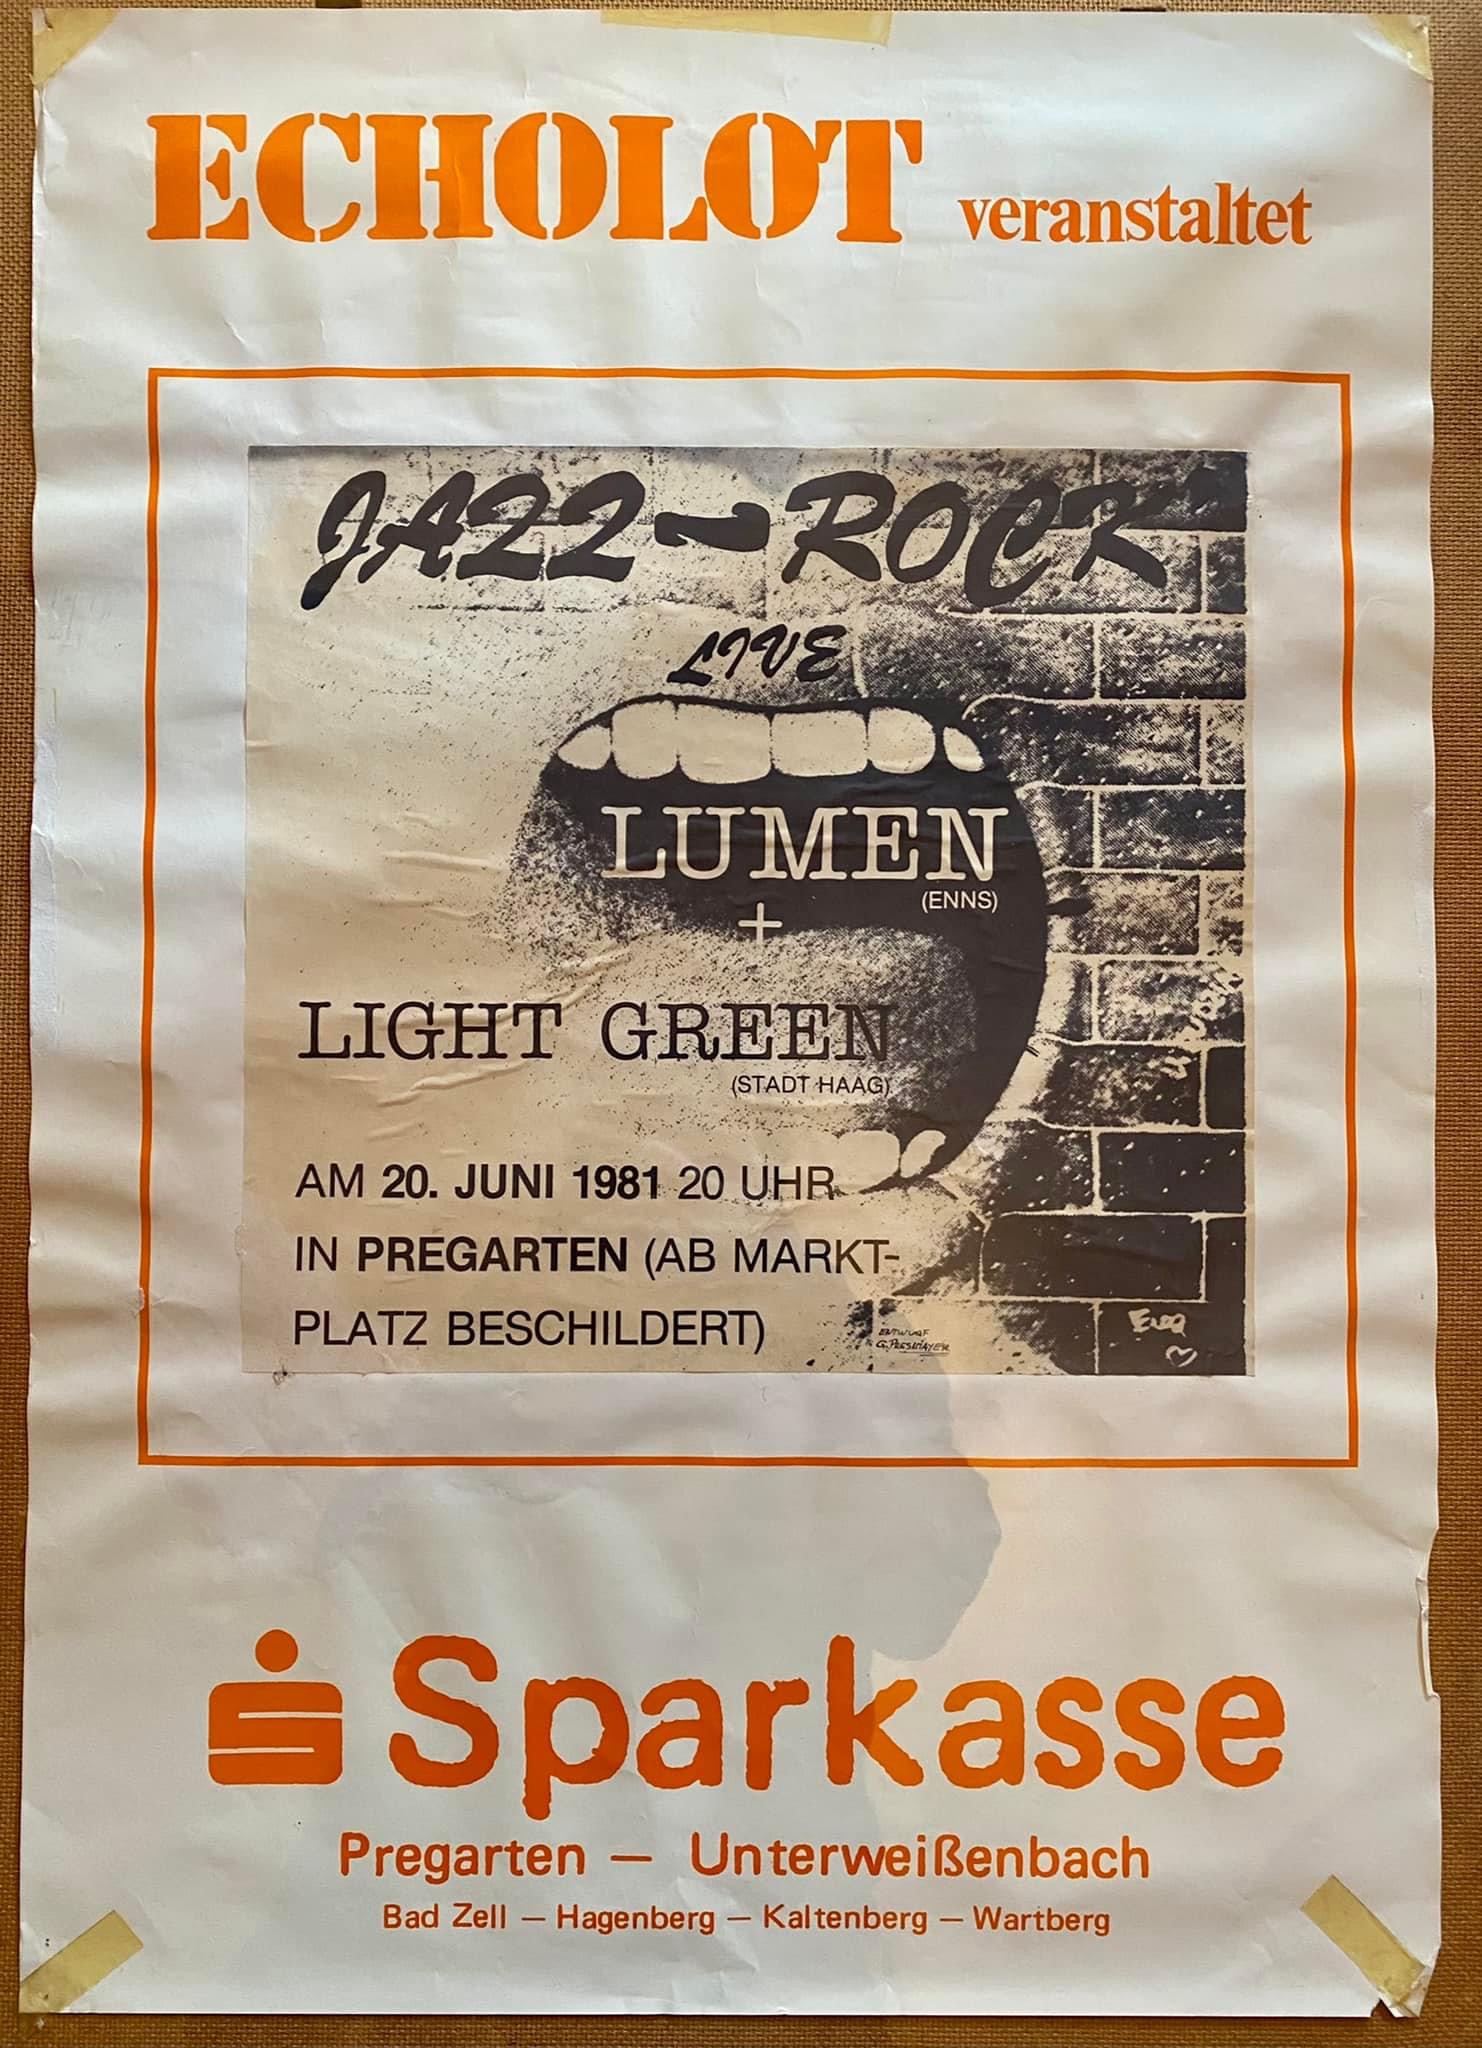 ECHOLOT veranstaltet
JAZZ-ROCK
LIVE
LUMEN
(ENNS)
+
LIGHT GREEN
(STADT HAAG)
AM 20. JUNI 1981 20 UHR
IN PREGARTEN (AB MARKT-
PLATZ BESCHILDERT)
ENTWURF
Sparkasse
Pregarten — Unterweißenbach
Bad Zell — Hagenberg — Kaltenberg — Wartberg